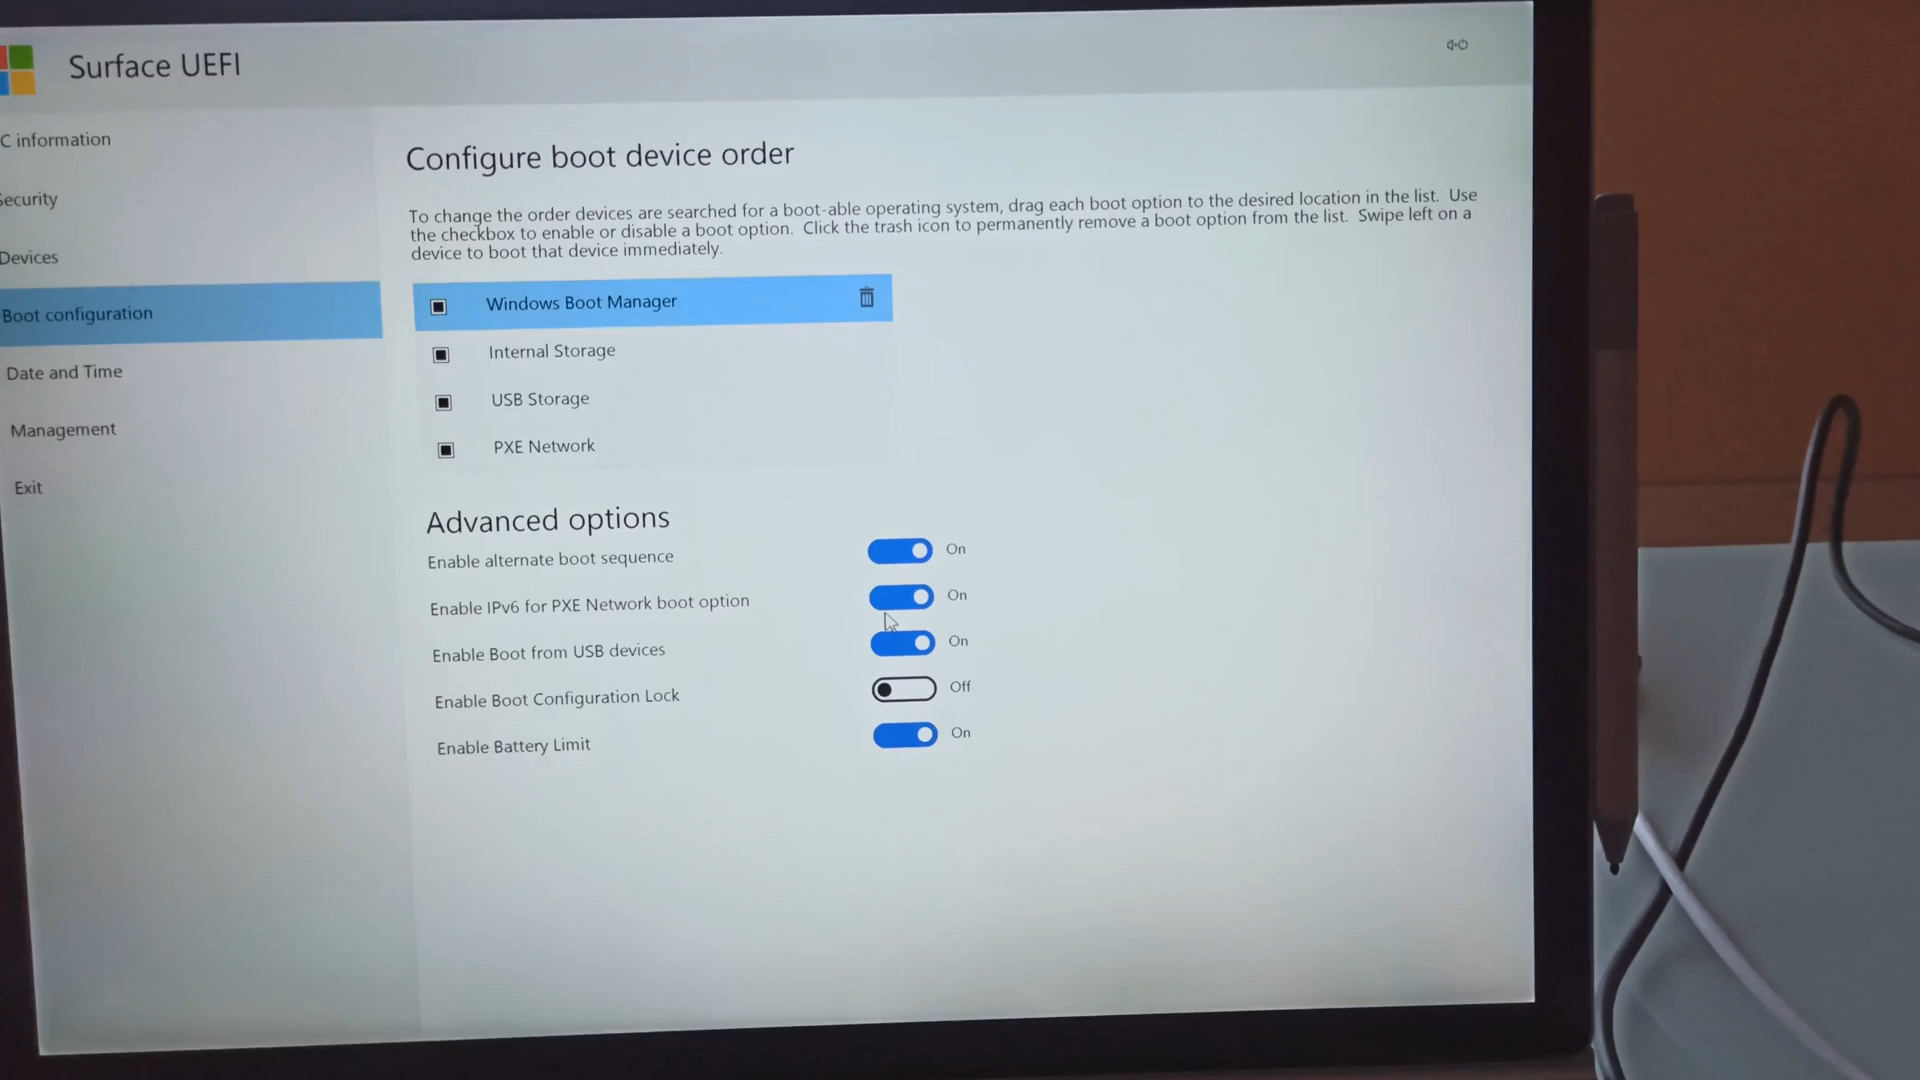 Surface UEFI
C information
Security
Devices
Boot configuration
Date and Time
Management
Exit
Configure boot device order
To change the order devices are searched for a boot-able operating system, drag each boot option to the desired location in the list. Use
the checkbox to enable or disable a boot option. Click the trash icon to permanently remove a boot option from the list. Swipe left on a
device to boot that device immediately.
Windows Boot Manager
Internal Storage
USB Storage
PXE Network
Advanced options
Enable alternate boot sequence On
Enable IPv6 for PXE Network boot option On
Enable Boot from USB devices On
Enable Boot Configuration Lock Off
Enable Battery Limit On